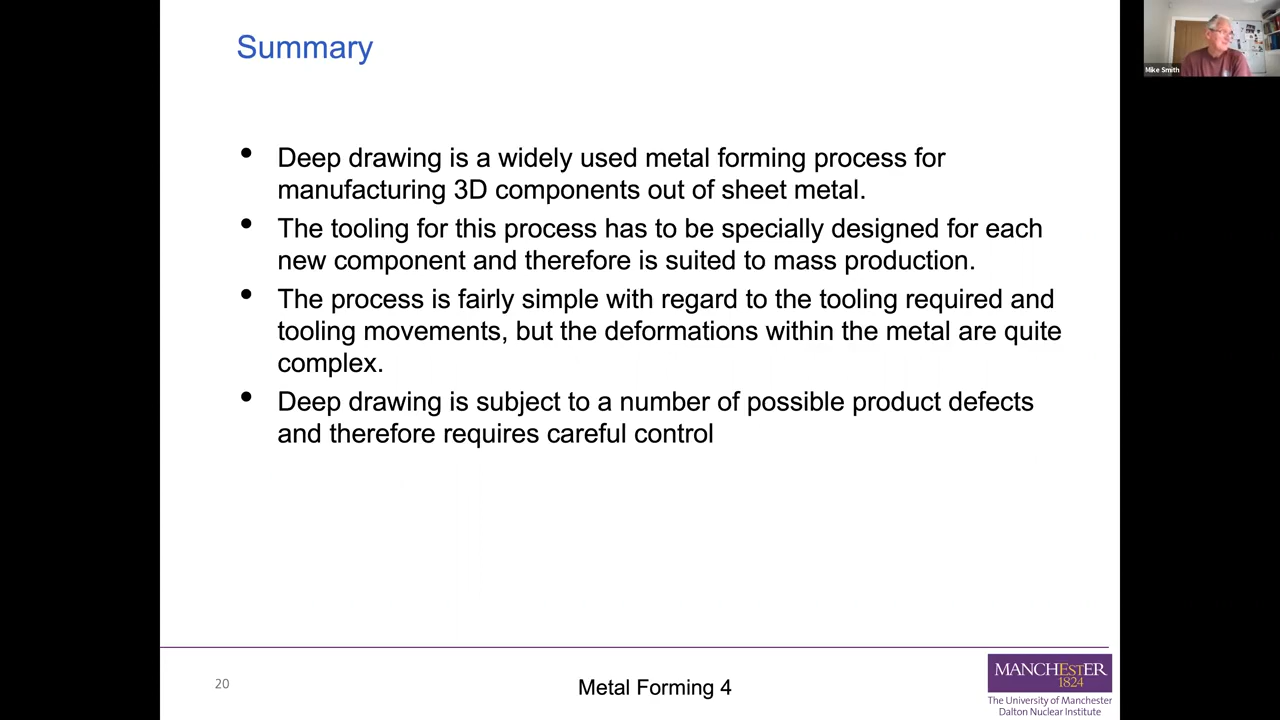 Summary
Mike Smith
• Deep drawing is a widely used metal forming process for
manufacturing 3D components out of sheet metal.
• The tooling for this process has to be specially designed for each
new component and therefore is suited to mass production.
• The process is fairly simple with regard to the tooling required and
tooling movements, but the deformations within the metal are quite
complex.
• Deep drawing is subject to a number of possible product defects
and therefore requires careful control
20
Metal Forming 4
MANCHESTER
1824
The University of Manchester
Dalton Nuclear Institute